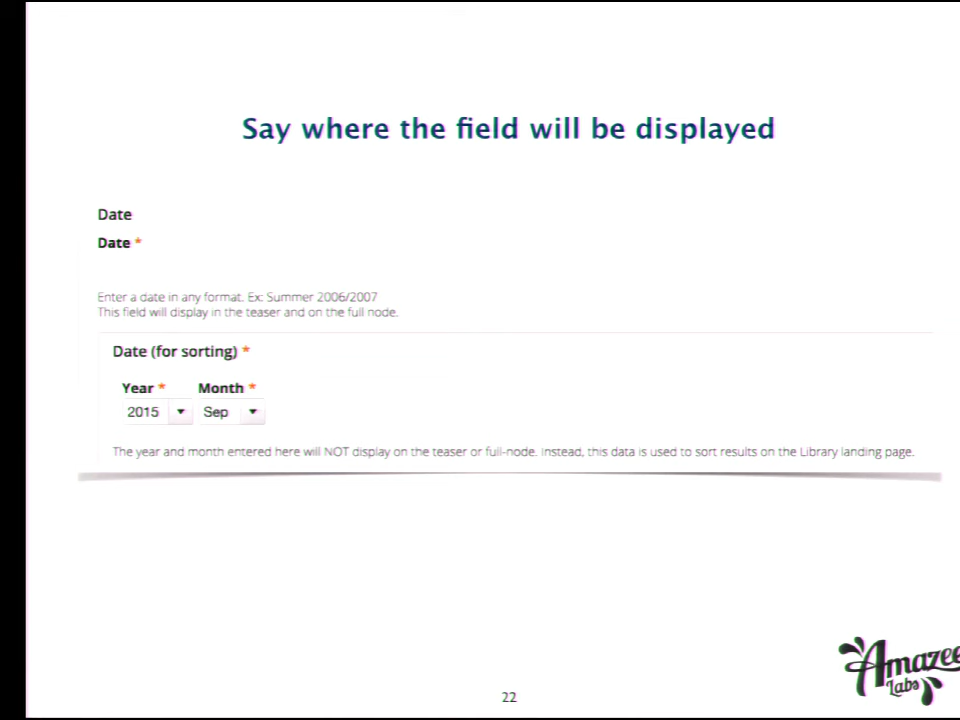 Say where the field will be displayed
Date
Date *
Enter a date in any format. Ex: Summer 2006/2007
This field will display in the teaser and on the full node.
Date (for sorting) *
Year * Month *
2015 Sep
The year and month entered here will NOT display on the teaser or full-node. Instead, this data is used to sort results on the Library landing page.
Amazee
Labs
22